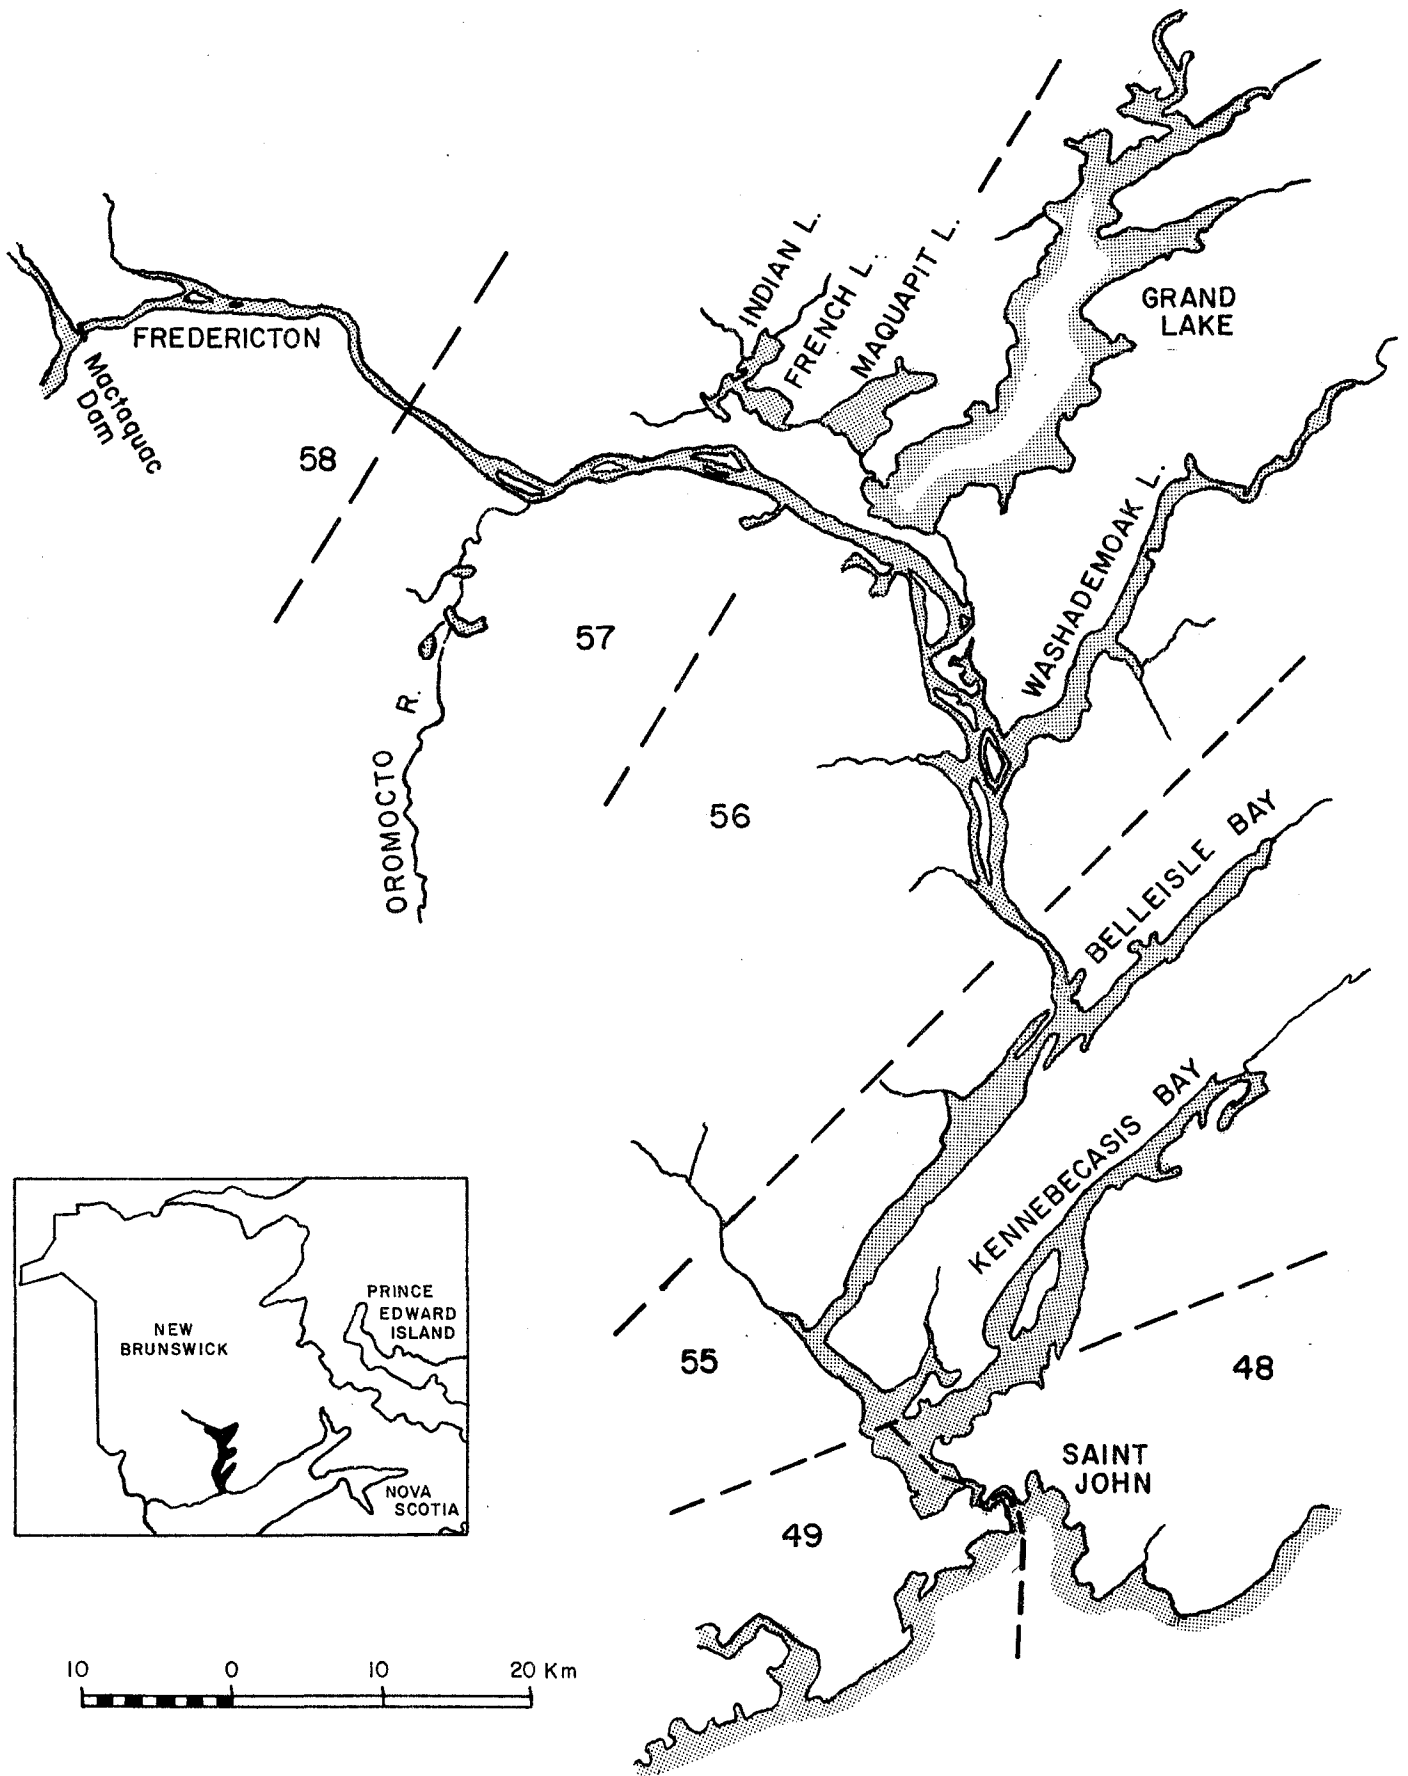 INDIAN L.
FRENCH L.
MAQUAPIT L.
GRAND
LAKE
FREDERICTON
Mactaquac
Dam
58
WASHADEMOAK L.
57
OROMOCTO R.
56
BELLEISLE BAY
KENNEBECASIS BAY
PRINCE
EDWARD
ISLAND
NEW
BRUNSWICK
NOVA
SCOTIA
55
48
SAINT
JOHN
49
10 0 10 20 Km